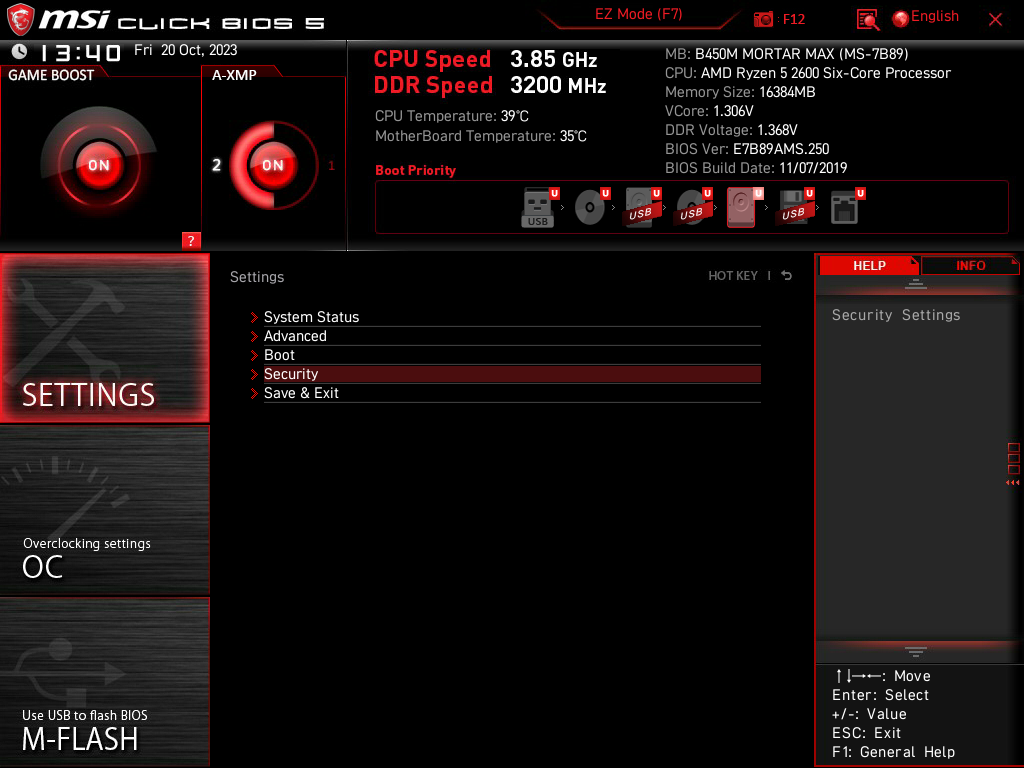 msi CLICK BIOS 5
EZ Mode (F7)
: F12
English
13:40 Fri 20 Oct, 2023
GAME BOOST
ON
?
A-XMP
2 ON 1
CPU Speed 3.85 GHz
DDR Speed 3200 MHz
CPU Temperature: 39°C
MotherBoard Temperature: 35°C
MB: B450M MORTAR MAX (MS-7B89)
CPU: AMD Ryzen 5 2600 Six-Core Processor
Memory Size: 16384MB
VCore: 1.306V
DDR Voltage: 1.368V
BIOS Ver: E7B89AMS.250
BIOS Build Date: 11/07/2019
Boot Priority
U U U U U U U
USB USB USB USB
SETTINGS
Overclocking settings
OC
Use USB to flash BIOS
M-FLASH
Settings
HOT KEY |
System Status
Advanced
Boot
Security
Save & Exit
HELP INFO
Security Settings
↑↓→←: Move
Enter: Select
+/-: Value
ESC: Exit
F1: General Help